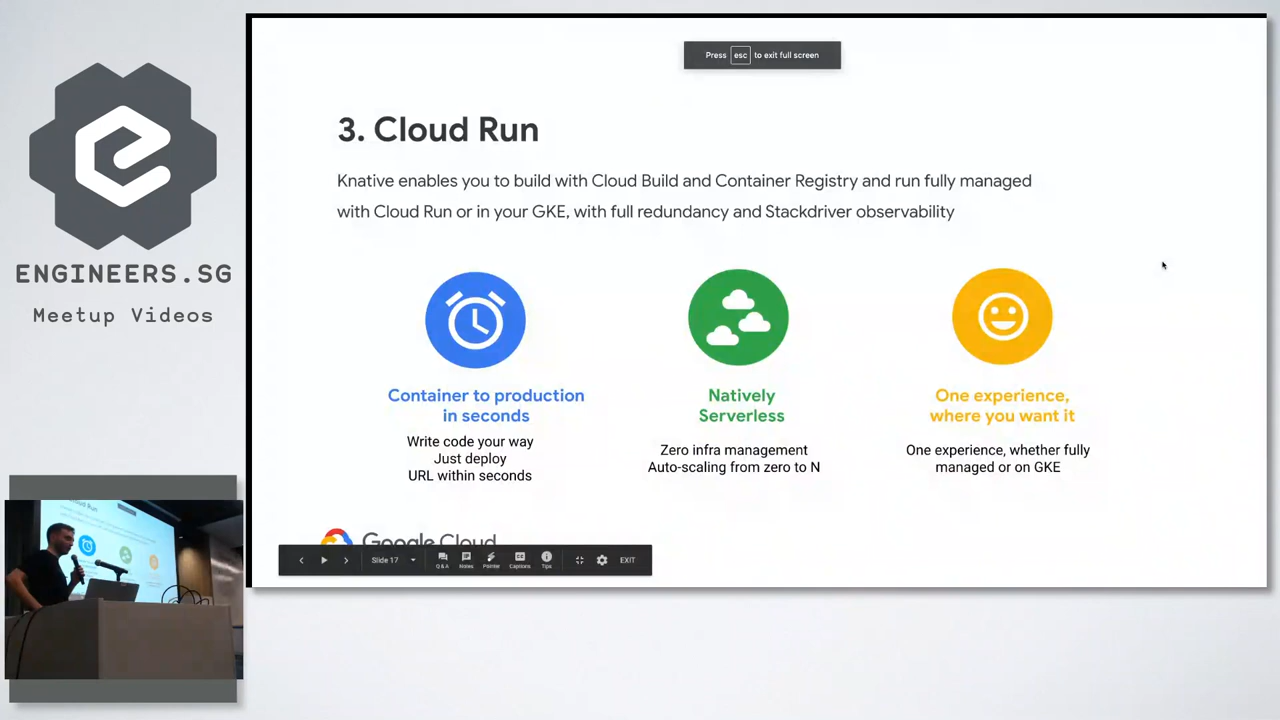 Press esc to exit full screen
3. Cloud Run
Knative enables you to build with Cloud Build and Container Registry and run fully managed
with Cloud Run or in your GKE, with full redundancy and Stackdriver observability
ENGINEERS.SG
Meetup Videos
Container to production
in seconds
Write code your way
Just deploy
URL within seconds
Natively
Serverless
Zero infra management
Auto-scaling from zero to N
One experience,
where you want it
One experience, whether fully
managed or on GKE
Google Cloud
Slide 17
Q&A
Notes
Pointer
Captions
Tips
EXIT